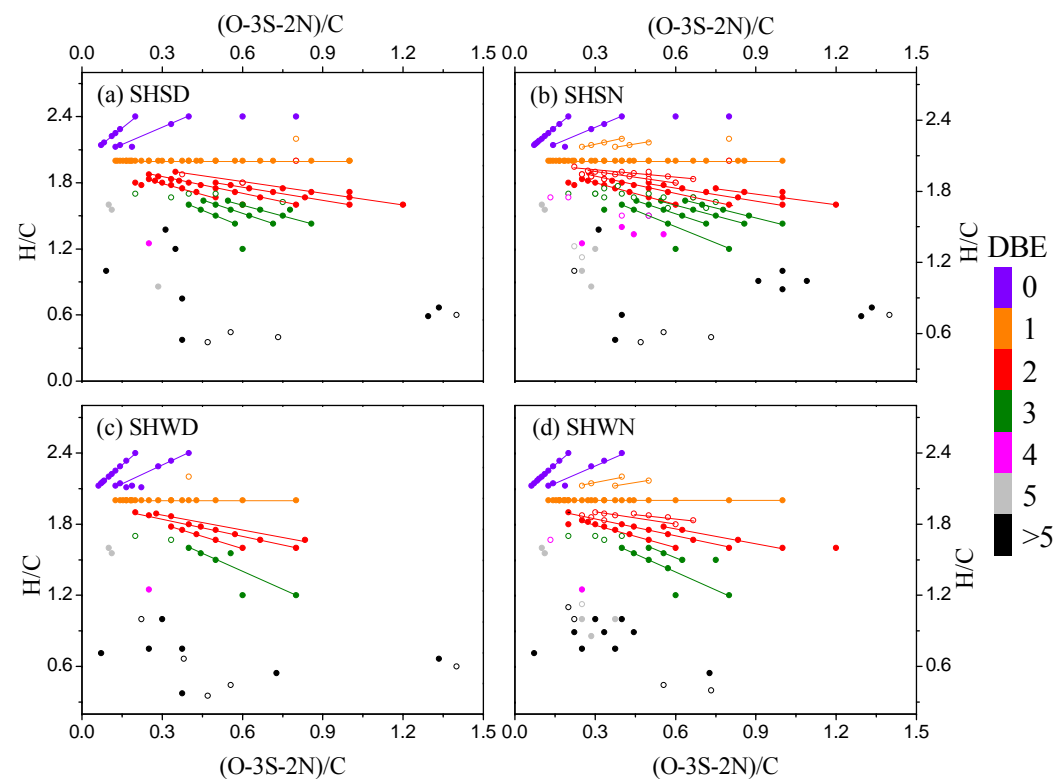 (O-3S-2N)/C (O-3S-2N)/C
0.0 0.3 0.6 0.9 1.2 1.5 0.0 0.3 0.6 0.9 1.2 1.5
(a) SHSD (b) SHSN
2.4 2.4
1.8 1.8
H/C H/C
1.2 1.2
0.6 0.6
0.0
DBE
0
1
2
3
4
5
>5
(c) SHWD (d) SHWN
2.4 2.4
1.8 1.8
H/C H/C
1.2 1.2
0.6 0.6
0.0 0.3 0.6 0.9 1.2 1.5 0.0 0.3 0.6 0.9 1.2 1.5
(O-3S-2N)/C (O-3S-2N)/C